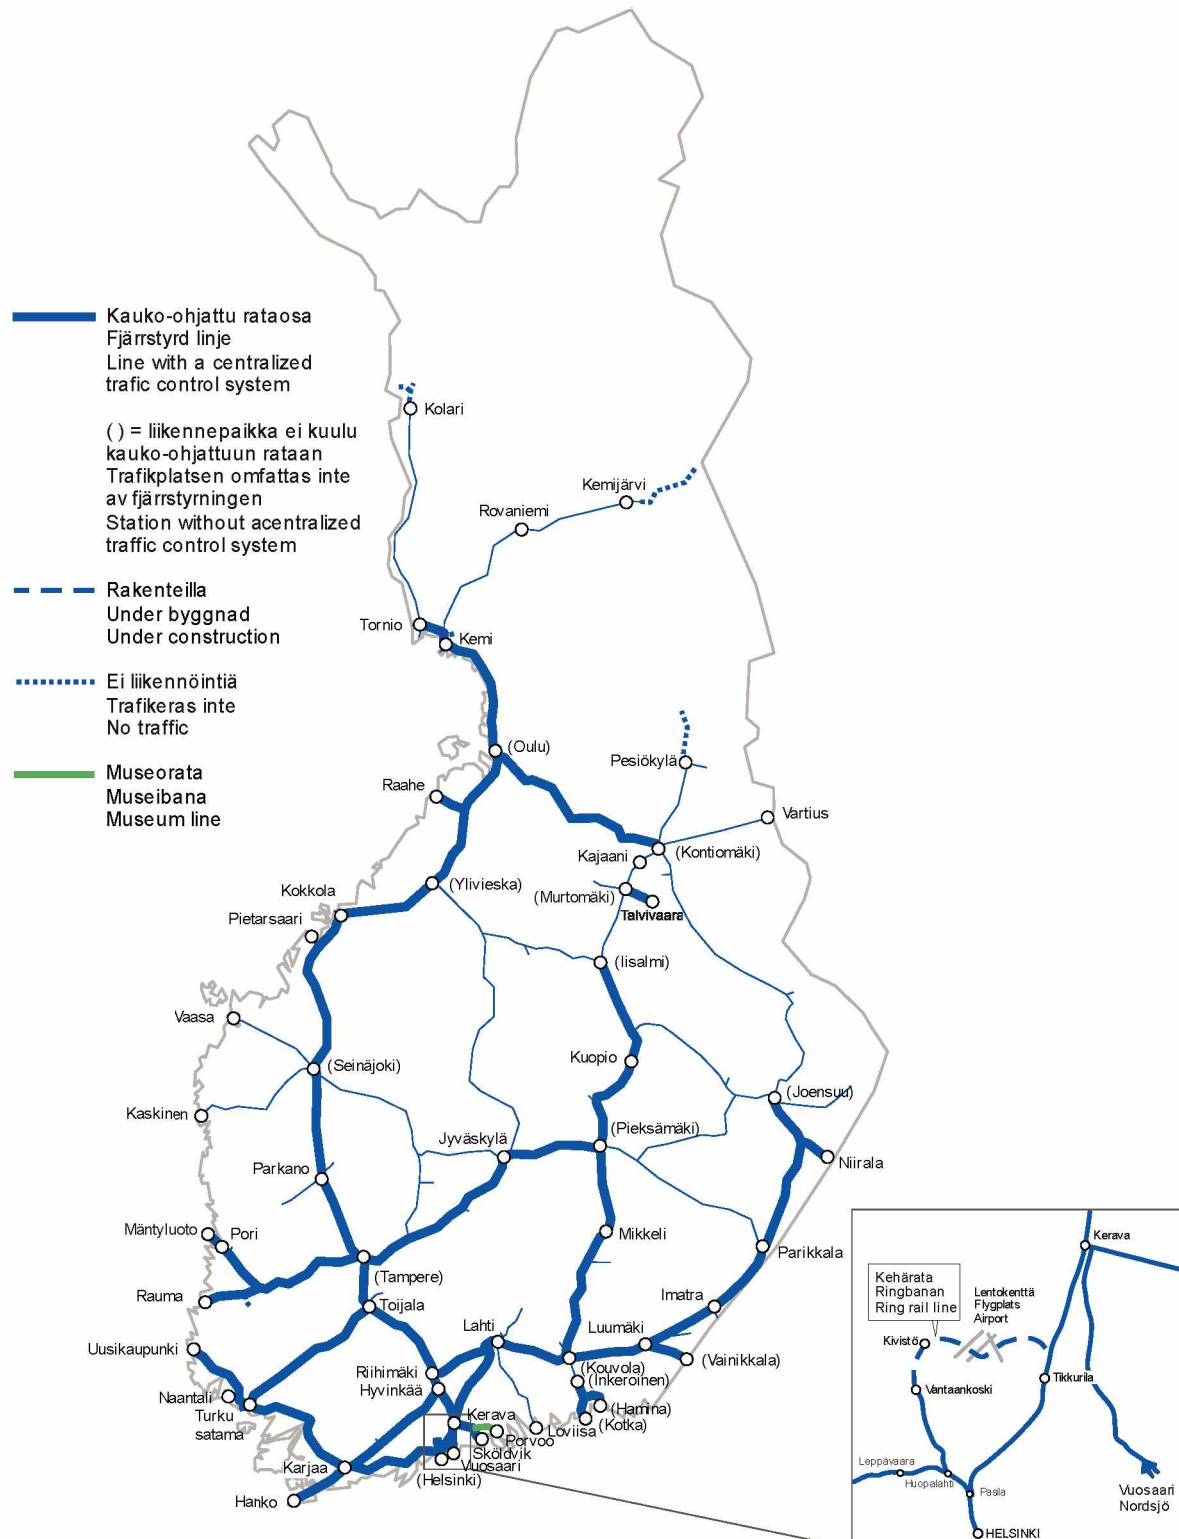 Kauko-ohjattu rataosa
Fjärrstyrd linje
Line with a centralized
trafic control system
( ) = liikennepaikka ei kuulu
kauko-ohjattuun rataan
Trafikplatsen omfattas inte
av fjärrstyrningen
Station without acentralized
traffic control system
Rakenteilla
Under byggnad
Under construction
Ei liikennöintiä
Trafikeras inte
No traffic
Museorata
Museibana
Museum line
Kolari
Kemijärvi
Rovaniemi
Tornio
Kemi
(Oulu)
Pesiökylä
Raahe
Vartius
Kajaani
(Kontiomäki)
(Ylivieska)
(Murtomäki)
Talvivaara
Kokkola
Pietarsaari
(Iisalmi)
Vaasa
Kuopio
(Seinäjoki)
(Joensuu)
Kaskinen
(Pieksämäki)
Jyväskylä
Niirala
Parkano
Mäntyluoto
Pori
Mikkeli
Parikkala
(Tampere)
Rauma
Toijala
Imatra
Lahti
Luumäki
Uusikaupunki
(Vainikkala)
Riihimäki
(Kouvola)
Hyvinkää
(Inkeroinen)
Naantali
Turku
satama
(Hamina)
Kerava
(Kotka)
Loviisa
Porvoo
Sköldvik
Vuosaari
(Helsinki)
Karjaa
Hanko
Kerava
Kehärata
Ringbanan
Ring rail line
Lentokenttä
Flygplats
Airport
Kivistö
Tikkurila
Vantaankoski
Leppävaara
Huopalahti
Pasila
Vuosaari
Nordsjö
HELSINKI